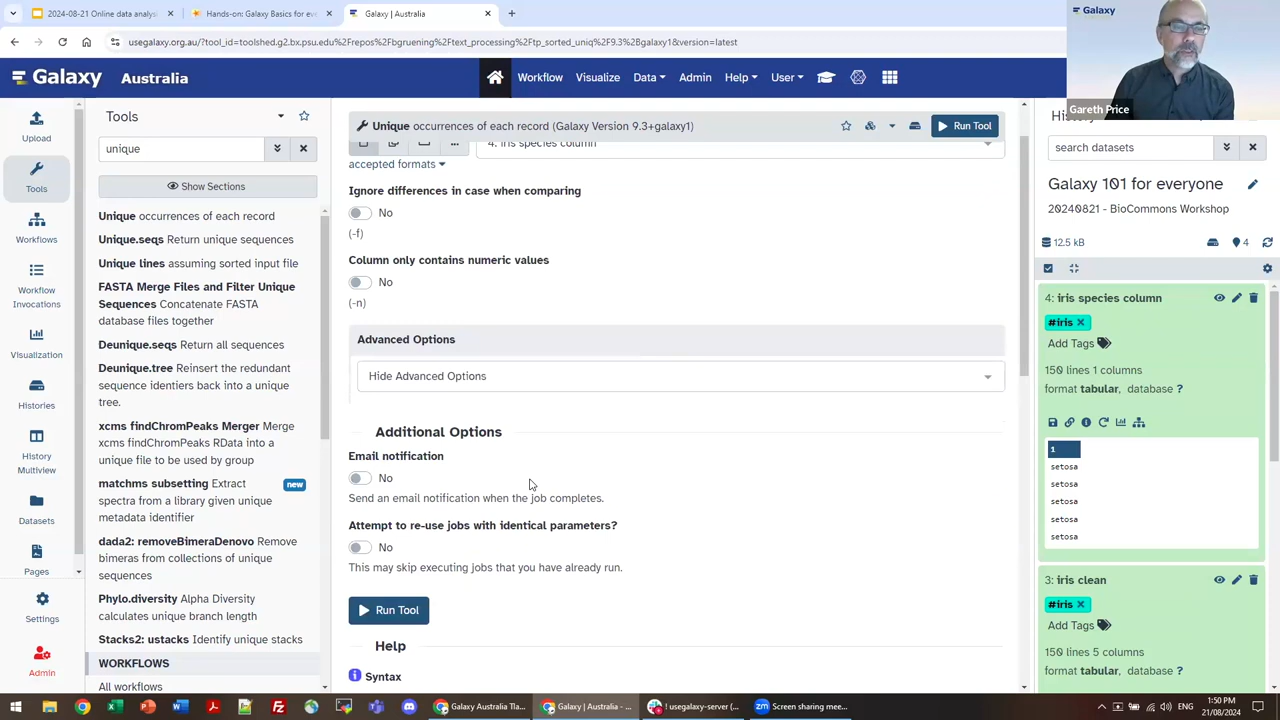 2024-08-21 Online data analysi
Hands-on: Galaxy Basics for ev
Galaxy | Australia
usegalaxy.org.au/?tool_id=toolshed.g2.bx.psu.edu%2Frepos%2Fbgruening%2Ftext_processing%2Ftp_sorted_uniq%2F9.3%2Bgalaxy1&version=latest
Galaxy
Galaxy Australia
Workflow
Visualize
Data
Admin
Help
User
Gareth Price
Upload
Tools
Workflows
Workflow
Invocations
Visualization
Histories
History
Multiview
Datasets
Pages
Settings
Admin
Tools
unique
Show Sections
Unique occurrences of each record
Unique.seqs Return unique sequences
Unique lines assuming sorted input file
FASTA Merge Files and Filter Unique
Sequences Concatenate FASTA
database files together
Deunique.seqs Return all sequences
Deunique.tree Reinsert the redundant
sequence identiers back into a unique
tree.
xcms findChromPeaks Merger Merge
xcms findChromPeaks RData into a
unique file to be used by group
matchms subsetting Extract new
spectra from a library given unique
metadata identifier
dada2: removeBimeraDenovo Remove
bimeras from collections of unique
sequences
Phylo.diversity Alpha Diversity
calculates unique branch length
Stacks2: ustacks Identify unique stacks
WORKFLOWS
All workflows
Unique occurrences of each record (Galaxy Version 9.3+galaxy1)
Run Tool
4: iris species column
accepted formats
Ignore differences in case when comparing
No
(-f)
Column only contains numeric values
No
(-n)
Advanced Options
Hide Advanced Options
Additional Options
Email notification
No
Send an email notification when the job completes.
Attempt to re-use jobs with identical parameters?
No
This may skip executing jobs that you have already run.
Run Tool
Help
Syntax
search datasets
Galaxy 101 for everyone
20240821 - BioCommons Workshop
12.5 kB
4
4: iris species column
#iris
Add Tags
150 lines 1 columns
format tabular, database ?
1
setosa
setosa
setosa
setosa
setosa
3: iris clean
#iris
Add Tags
150 lines 5 columns
format tabular, database ?
Galaxy Australia Tla...
Galaxy | Australia - ...
! usegalaxy-server (...
Screen sharing mee...
1:50 PM
21/08/2024